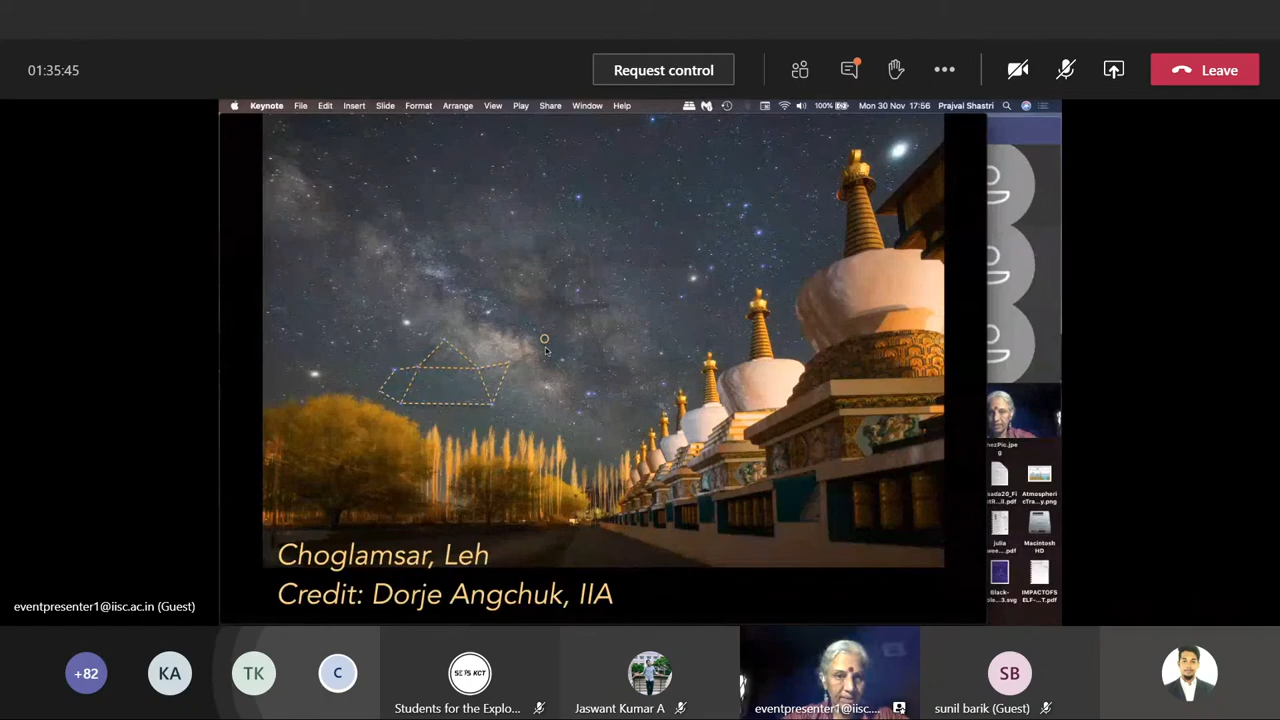 01:35:45
Request control
Leave
Keynote File Edit Insert Slide Format Arrange View Play Share Window Help
100% Mon 30 Nov 17:56 Prajval Shastri
Choglamsar, Leh
Credit: Dorje Angchuk, IIA
julia
Macintosh
HD
eventpresenter1@iisc.ac.in (Guest)
+82
KA
TK
C
Students for the Explo...
Jaswant Kumar A
eventpresenter1@iisc....
SB
sunil barik (Guest)